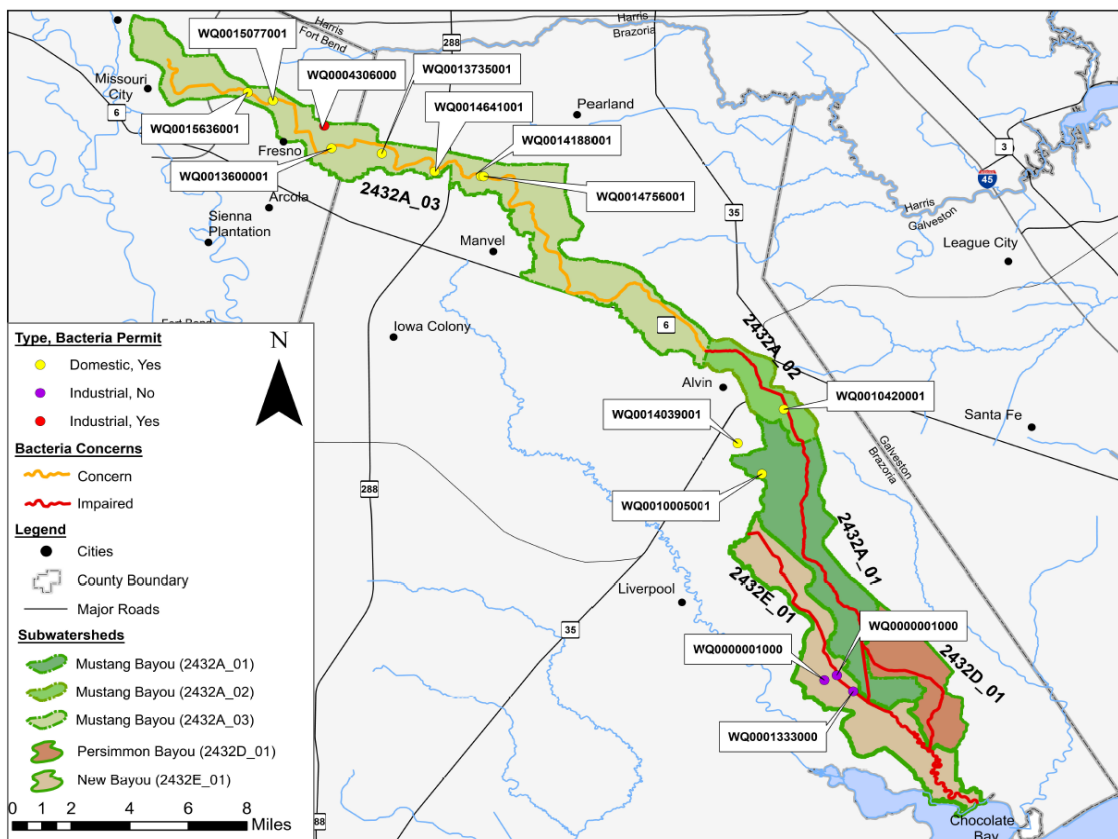 Harris
Fort Bend
288
Harris
Brazoria
WQ0015077001
WQ0004306000
WQ0013735001
Missouri
City
6
WQ0014641001
Pearland
WQ0015636001
WQ0014188001
3
Fresno
WQ0013600001
45
2432A_03
WQ0014756001
Arcola
35
Harris
Galveston
Sienna
Plantation
Manvel
League City
Fort Bend
6
Iowa Colony
2432A_02
Alvin
WQ0010420001
WQ0014039001
Santa Fe
Galveston
Brazoria
288
WQ0010005001
2432A_01
2432E_01
Liverpool
35
WQ0000001000
WQ0000001000
2432D_01
WQ0001333000
Chocolate
Bay
88
Type, Bacteria Permit
N
Domestic, Yes
Industrial, No
Industrial, Yes
Bacteria Concerns
Concern
Impaired
Legend
Cities
County Boundary
Major Roads
Subwatersheds
Mustang Bayou (2432A_01)
Mustang Bayou (2432A_02)
Mustang Bayou (2432A_03)
Persimmon Bayou (2432D_01)
New Bayou (2432E_01)
0 1 2 4 6 8
Miles